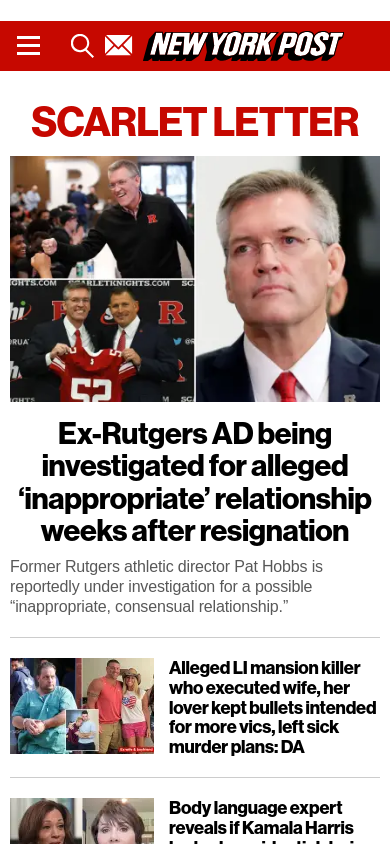 NEW YORK POST
SCARLET LETTER
R
R
SCARLETKNIGHTS.COM
R
R
52
Ex-Rutgers AD being
investigated for alleged
‘inappropriate’ relationship
weeks after resignation
Former Rutgers athletic director Pat Hobbs is
reportedly under investigation for a possible
“inappropriate, consensual relationship.”
Alleged LI mansion killer
who executed wife, her
lover kept bullets intended
for more vics, left sick
murder plans: DA
Body language expert
reveals if Kamala Harris